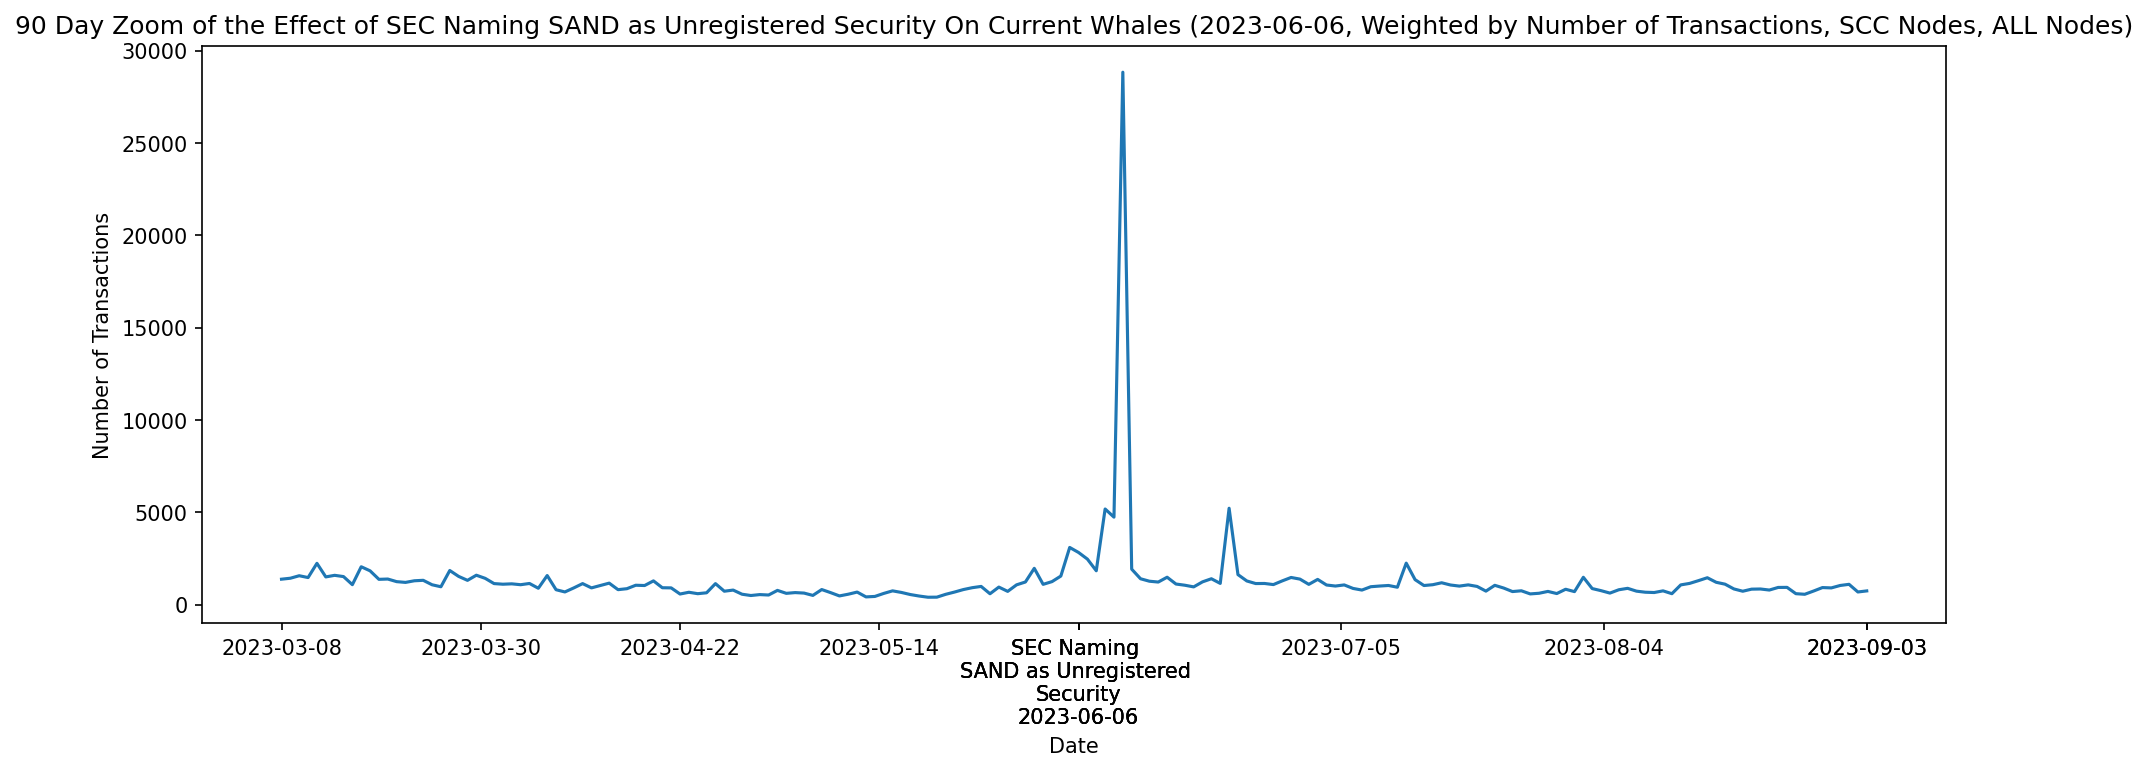 90 Day Zoom of the Effect of SEC Naming SAND as Unregistered Security On Current Whales (2023-06-06, Weighted by Number of Transactions, SCC Nodes, ALL Nodes)
30000
25000
20000
15000
10000
5000
0
Number of Transactions
2023-03-08 2023-03-30 2023-04-22 2023-05-14 SEC Naming 2023-07-05 2023-08-04 2023-09-03
SAND as Unregistered
Security
2023-06-06
Date